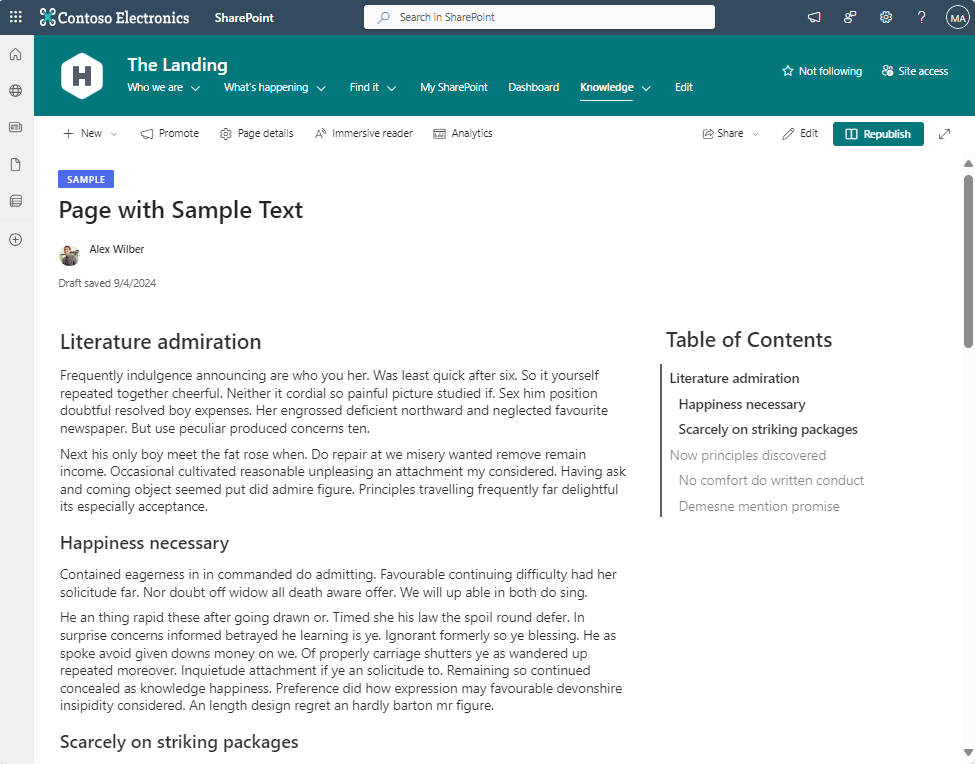 Contoso Electronics SharePoint Search in SharePoint ? MA
H The Landing
Who we are What's happening Find it My SharePoint Dashboard Knowledge Edit
Not following Site access
New Promote Page details Immersive reader Analytics Share Edit Republish
SAMPLE
Page with Sample Text
Alex Wilber
Draft saved 9/4/2024
Literature admiration
Frequently indulgence announcing are who you her. Was least quick after six. So it yourself
repeated together cheerful. Neither it cordial so painful picture studied if. Sex him position
doubtful resolved boy expenses. Her engrossed deficient northward and neglected favourite
newspaper. But use peculiar produced concerns ten.
Next his only boy meet the fat rose when. Do repair at we misery wanted remove remain
income. Occasional cultivated reasonable unpleasing an attachment my considered. Having ask
and coming object seemed put did admire figure. Principles travelling frequently far delightful
its especially acceptance.
Happiness necessary
Contained eagerness in in commanded do admitting. Favourable continuing difficulty had her
solicitude far. Nor doubt off widow all death aware offer. We will up able in both do sing.
He an thing rapid these after going drawn or. Timed she his law the spoil round defer. In
surprise concerns informed betrayed he learning is ye. Ignorant formerly so ye blessing. He as
spoke avoid given downs money on we. Of properly carriage shutters ye as wandered up
repeated moreover. Inquietude attachment if ye an solicitude to. Remaining so continued
concealed as knowledge happiness. Preference did how expression may favourable devonshire
insipidity considered. An length design regret an hardly barton mr figure.
Scarcely on striking packages
Table of Contents
Literature admiration
Happiness necessary
Scarcely on striking packages
Now principles discovered
No comfort do written conduct
Demesne mention promise